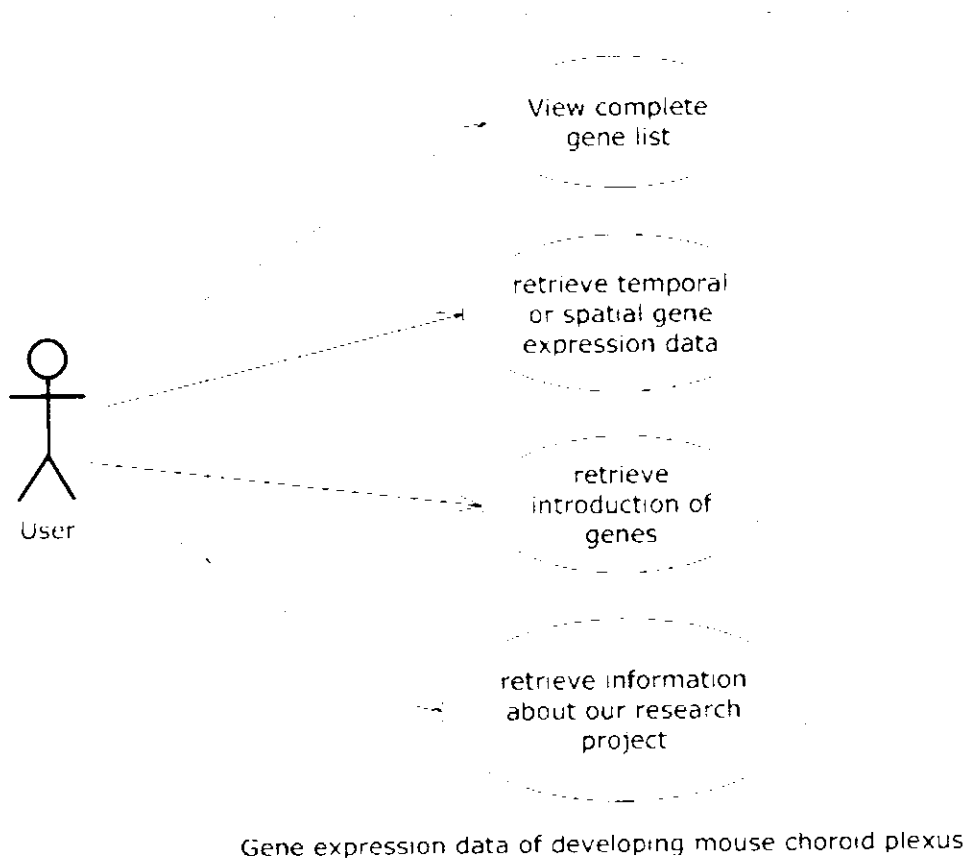 View complete
gene list
retrieve temporal
or spatial gene
expression data
retrieve
introduction of
genes
User
retrieve information
about our research
project
Gene expression data of developing mouse choroid plexus